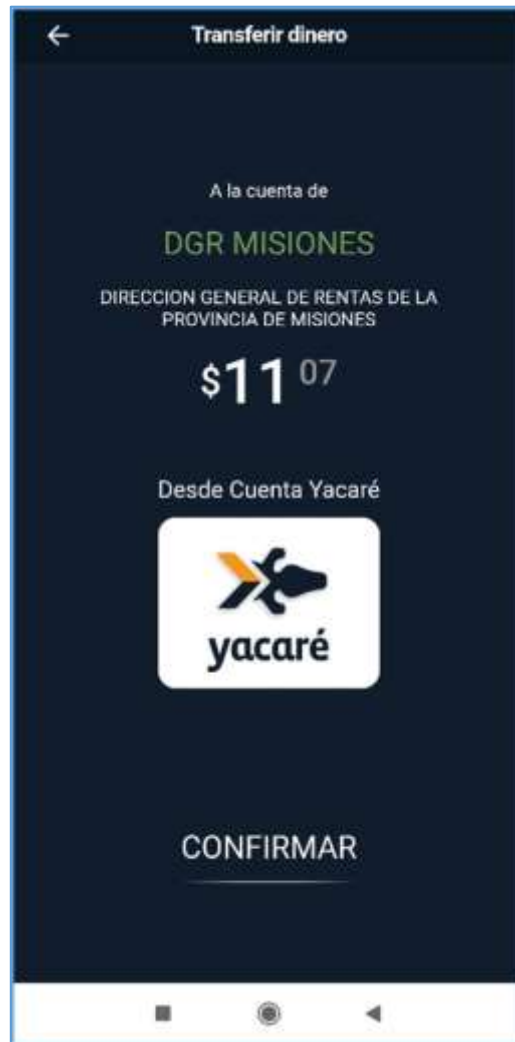 Transferir dinero
A la cuenta de
DGR MISIONES
DIRECCION GENERAL DE RENTAS DE LA
PROVINCIA DE MISIONES
$11 07
Desde Cuenta Yacaré
yacaré
CONFIRMAR